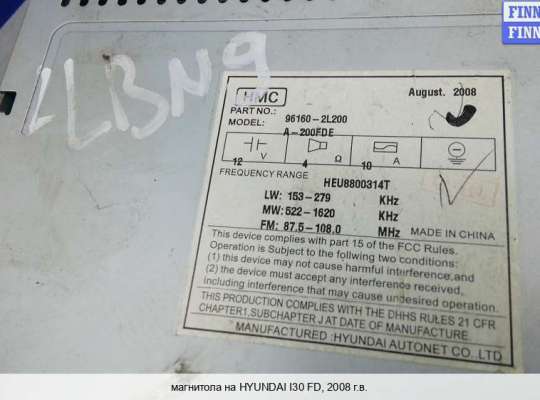 FINN
FINN
LLBN9
HMC
August. 2008
PART NO.: 96160-2L200
MODEL: A-200FDE
12 V 4 Ω 10 A
FREQUENCY RANGE
HEU8800314T
LW: 153-279 KHz
MW: 522-1620 KHz
FM: 87.5-108.0 MHz
MADE IN CHINA
This device complies with part 15 of the FCC Rules.
Operation is Subject to the following two conditions:
(1) this device may not cause harmful interference,and
(2) the device must accept any interference received,
including interference that may cause undesired operation.
THIS PRODUCTION COMPLIES WITH THE DHHS RULES 21 CFR
CHAPTER1,SUBCHAPTER J AT DATE OF MANUFACTURE
MANUFACTURED :HYUNDAI AUTONET CO., LTD
магнитола на HYUNDAI I30 FD, 2008 г.в.